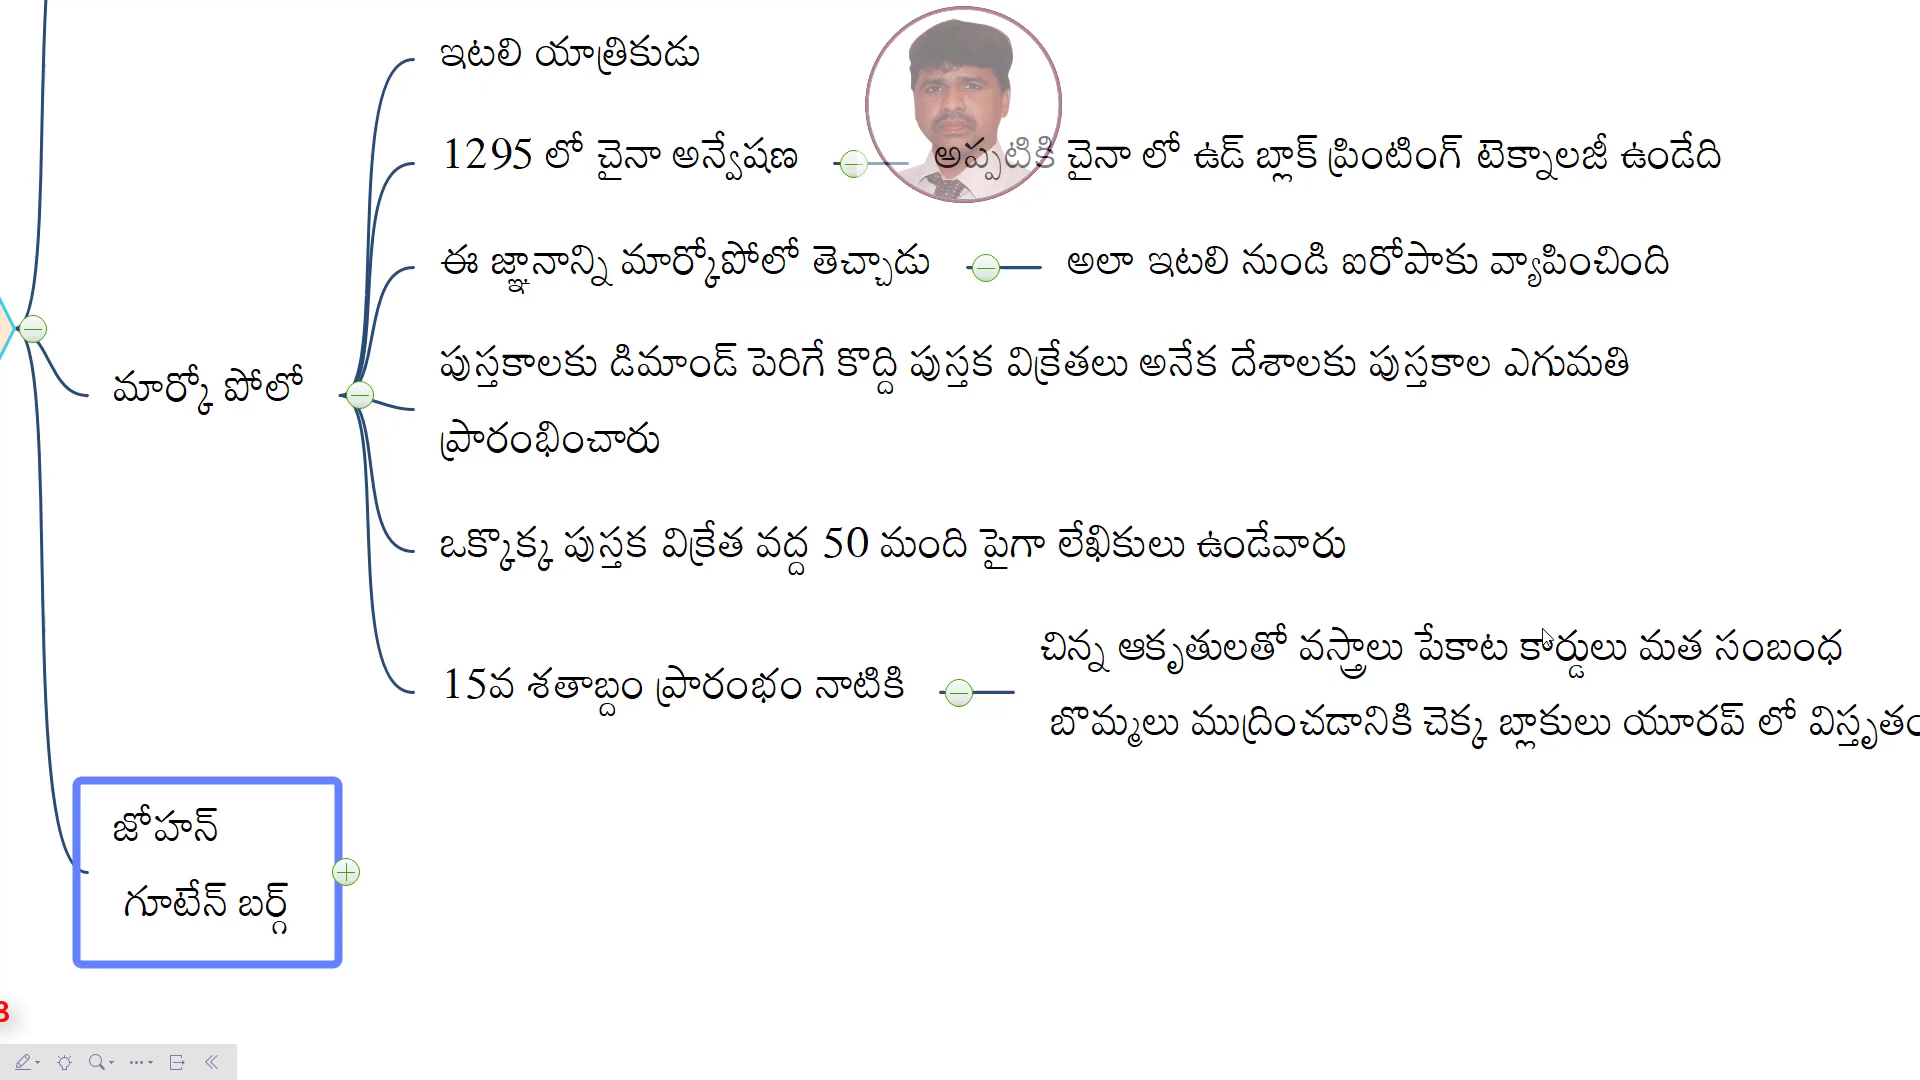 ఇటలి యాత్రికుడు
1295 లో చైనా అన్వేషణ
అప్పటికి చైనా లో ఉడ్ బ్లాక్ ప్రింటింగ్ టెక్నాలజీ ఉండేది
ఈ జ్ఞానాన్ని మార్కోపోలో తెచ్చాడు
అలా ఇటలి నుండి ఐరోపాకు వ్యాపించింది
మార్కో పోలో
పుస్తకాలకు డిమాండ్ పెరిగే కొద్ది పుస్తక విక్రేతలు అనేక దేశాలకు పుస్తకాల ఎగుమతి
ప్రారంభించారు
ఒక్కొక్క పుస్తక విక్రేత వద్ద 50 మంది పైగా లేఖికులు ఉండేవారు
15వ శతాబ్దం ప్రారంభం నాటికి
చిన్న ఆకృతులతో వస్త్రాలు పేకాట కార్డులు మత సంబంధ
బొమ్మలు ముద్రించడానికి చెక్క బ్లాకులు యూరప్ లో
జోహన్
గూటేన్ బర్గ్